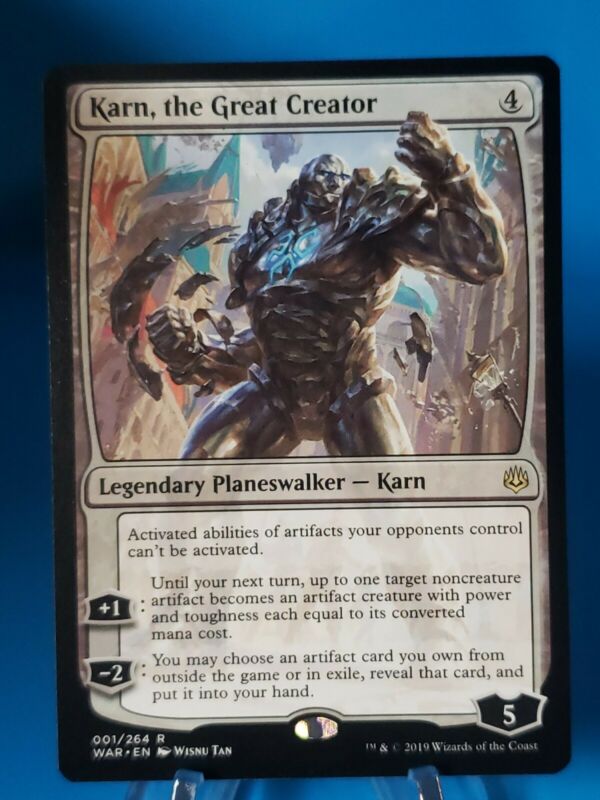 Karn, the Great Creator 4
Legendary Planeswalker — Karn
Activated abilities of artifacts your opponents control
can't be activated.
Until your next turn, up to one target noncreature
+1 : artifact becomes an artifact creature with power
and toughness each equal to its converted
mana cost.
-2 : You may choose an artifact card you own from
outside the game or in exile, reveal that card, and
put it into your hand.
5
001/264 R
WAR • EN Wisnu Tan
™ & © 2019 Wizards of the Coast